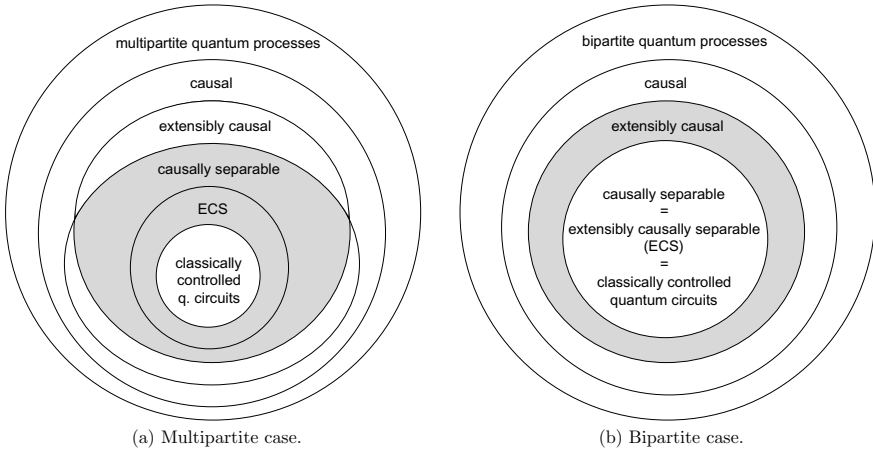 multipartite quantum processes
causal
extensibly causal
causally separable
ECS
classically
controlled
q. circuits
(a) Multipartite case.
bipartite quantum processes
causal
extensibly causal
causally separable
=
extensibly causally separable
(ECS)
=
classically controlled
quantum circuits
(b) Bipartite case.